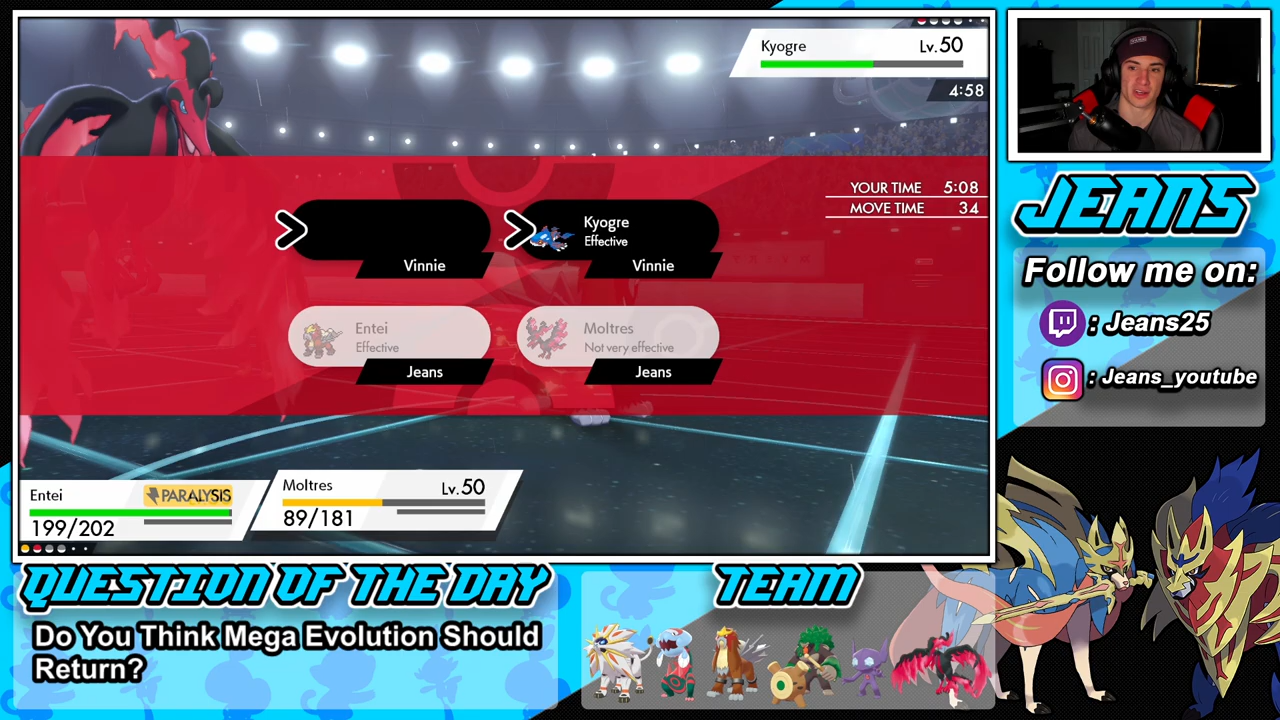 Kyogre Lv. 50
4:58
YOUR TIME 5:08
MOVE TIME 34
Kyogre
Effective
Vinnie
Vinnie
Entei
Effective
Moltres
Not very effective
Jeans
Jeans
Entei PARALYSIS
199/202
Moltres Lv. 50
89/181
JEANS
Follow me on:
: Jeans25
: Jeans_youtube
QUESTION OF THE DAY
Do You Think Mega Evolution Should
Return?
TEAM